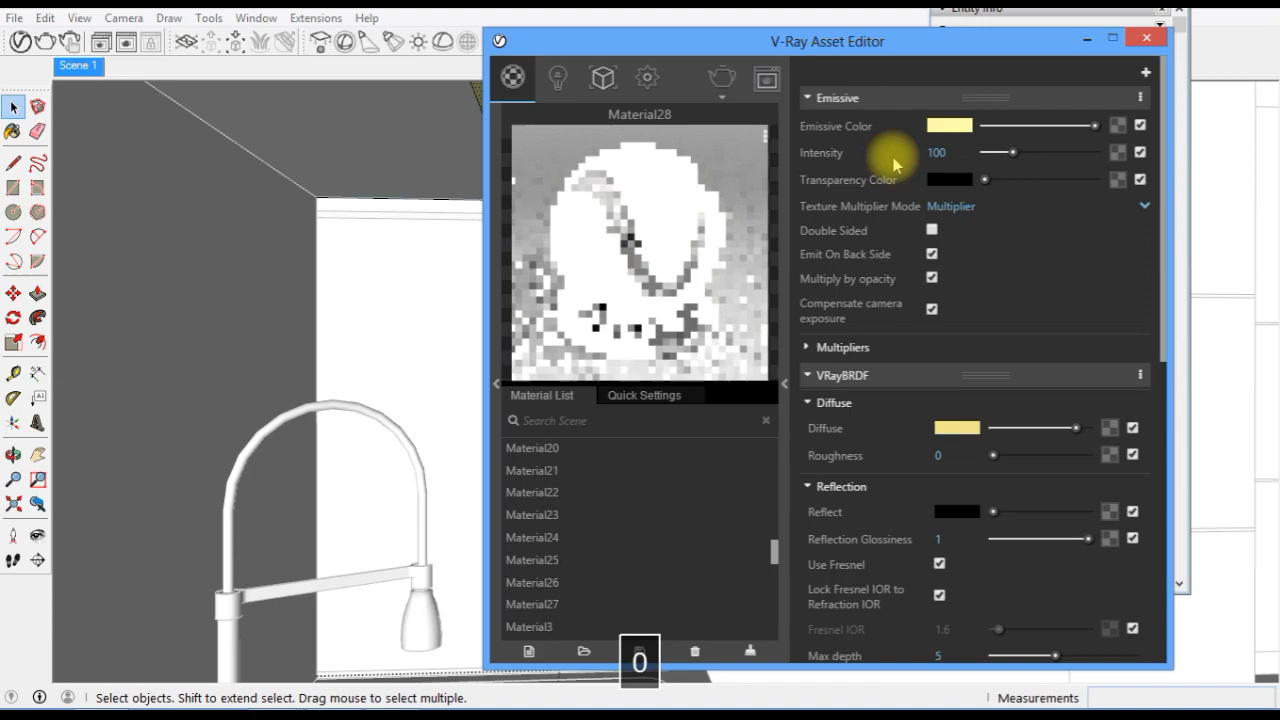 Entity Info
File Edit View Camera Draw Tools Window Extensions Help
V-Ray Asset Editor
Scene 1
Material28
Emissive
Emissive Color
Intensity 100
Transparency Color
Texture Multiplier Mode Multiplier
Double Sided
Emit On Back Side
Multiply by opacity
Compensate camera
exposure
Multipliers
VRayBRDF
Diffuse
Diffuse
Roughness 0
Reflection
Reflect
Reflection Glossiness 1
Use Fresnel
Lock Fresnel IOR to
Refraction IOR
Fresnel IOR 1.6
Max depth 5
Material List Quick Settings
Search Scene
Material20
Material21
Material22
Material23
Material24
Material25
Material26
Material27
Material3
0
Select objects. Shift to extend select. Drag mouse to select multiple.
Measurements